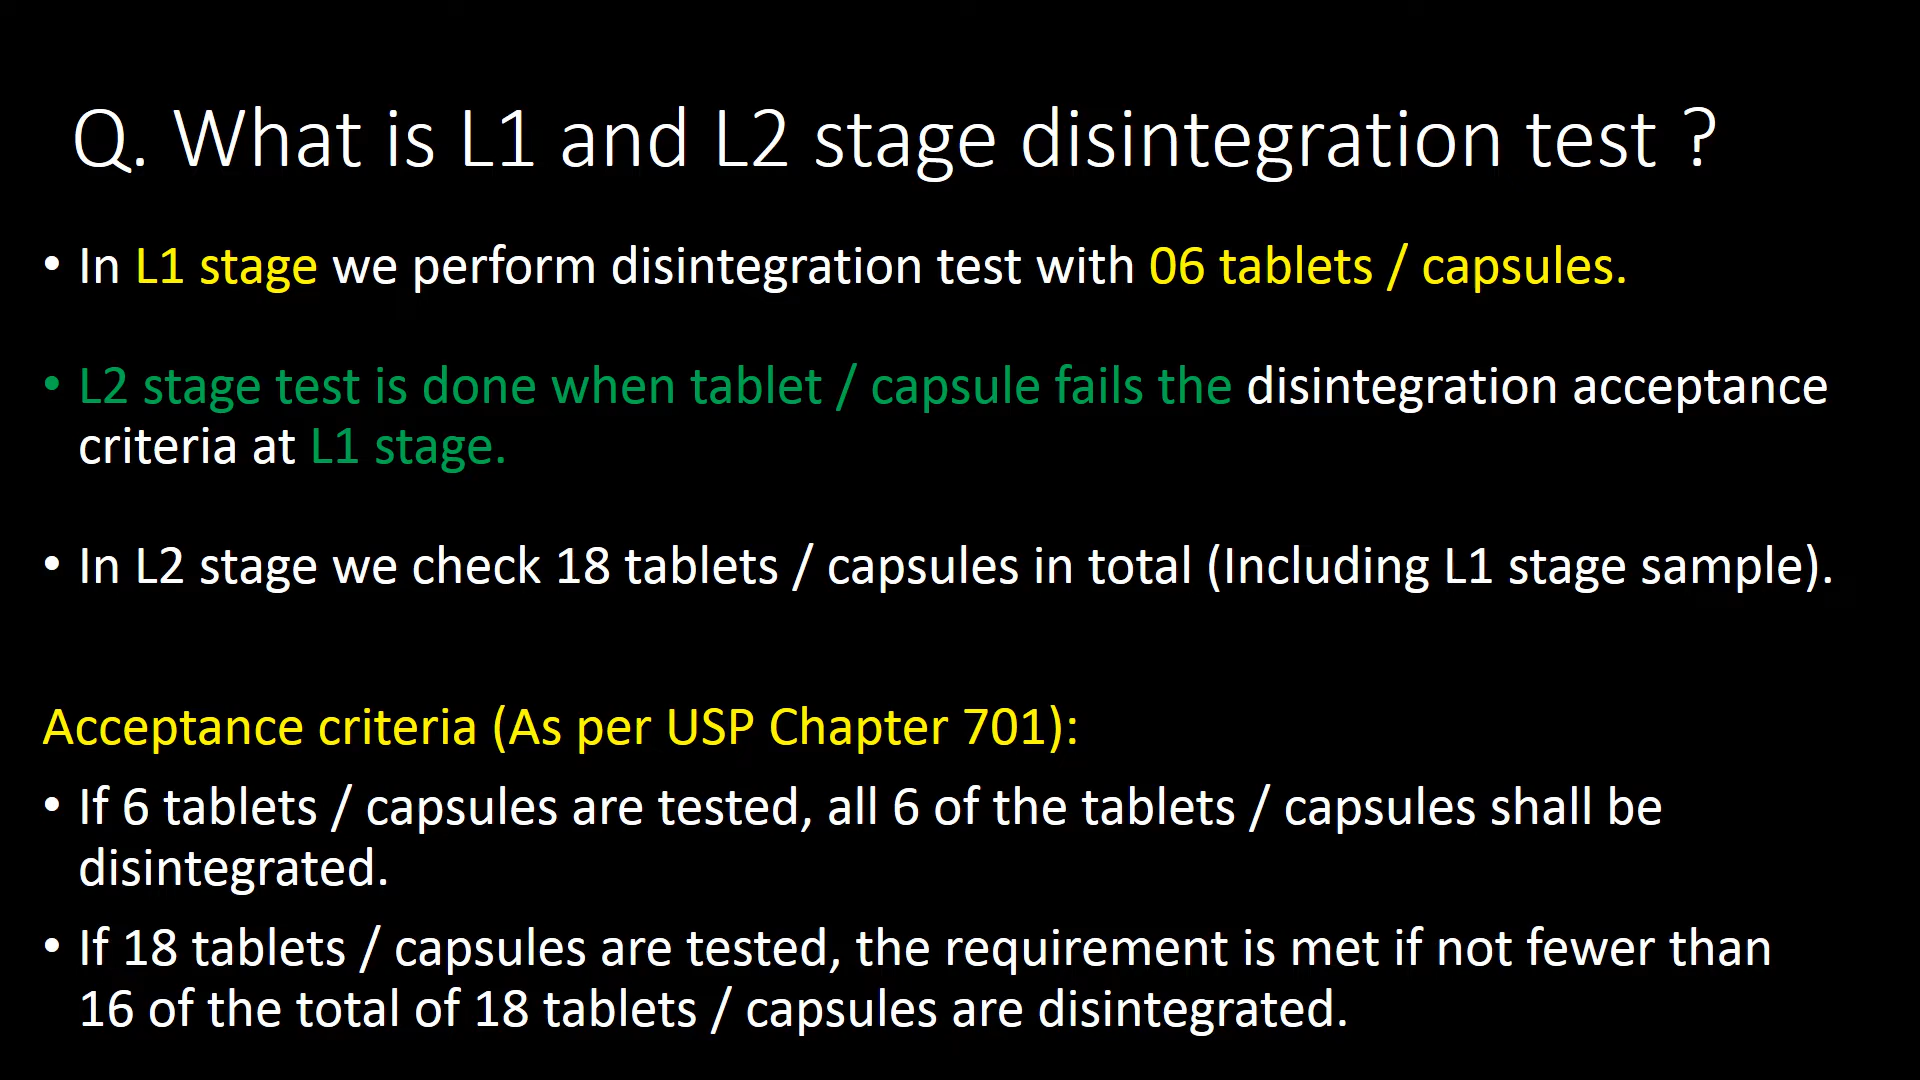 Q. What is L1 and L2 stage disintegration test ?
• In L1 stage we perform disintegration test with 06 tablets / capsules.
• L2 stage test is done when tablet / capsule fails the disintegration acceptance
criteria at L1 stage.
• In L2 stage we check 18 tablets / capsules in total (Including L1 stage sample).
Acceptance criteria (As per USP Chapter 701):
• If 6 tablets / capsules are tested, all 6 of the tablets / capsules shall be
disintegrated.
• If 18 tablets / capsules are tested, the requirement is met if not fewer than
16 of the total of 18 tablets / capsules are disintegrated.